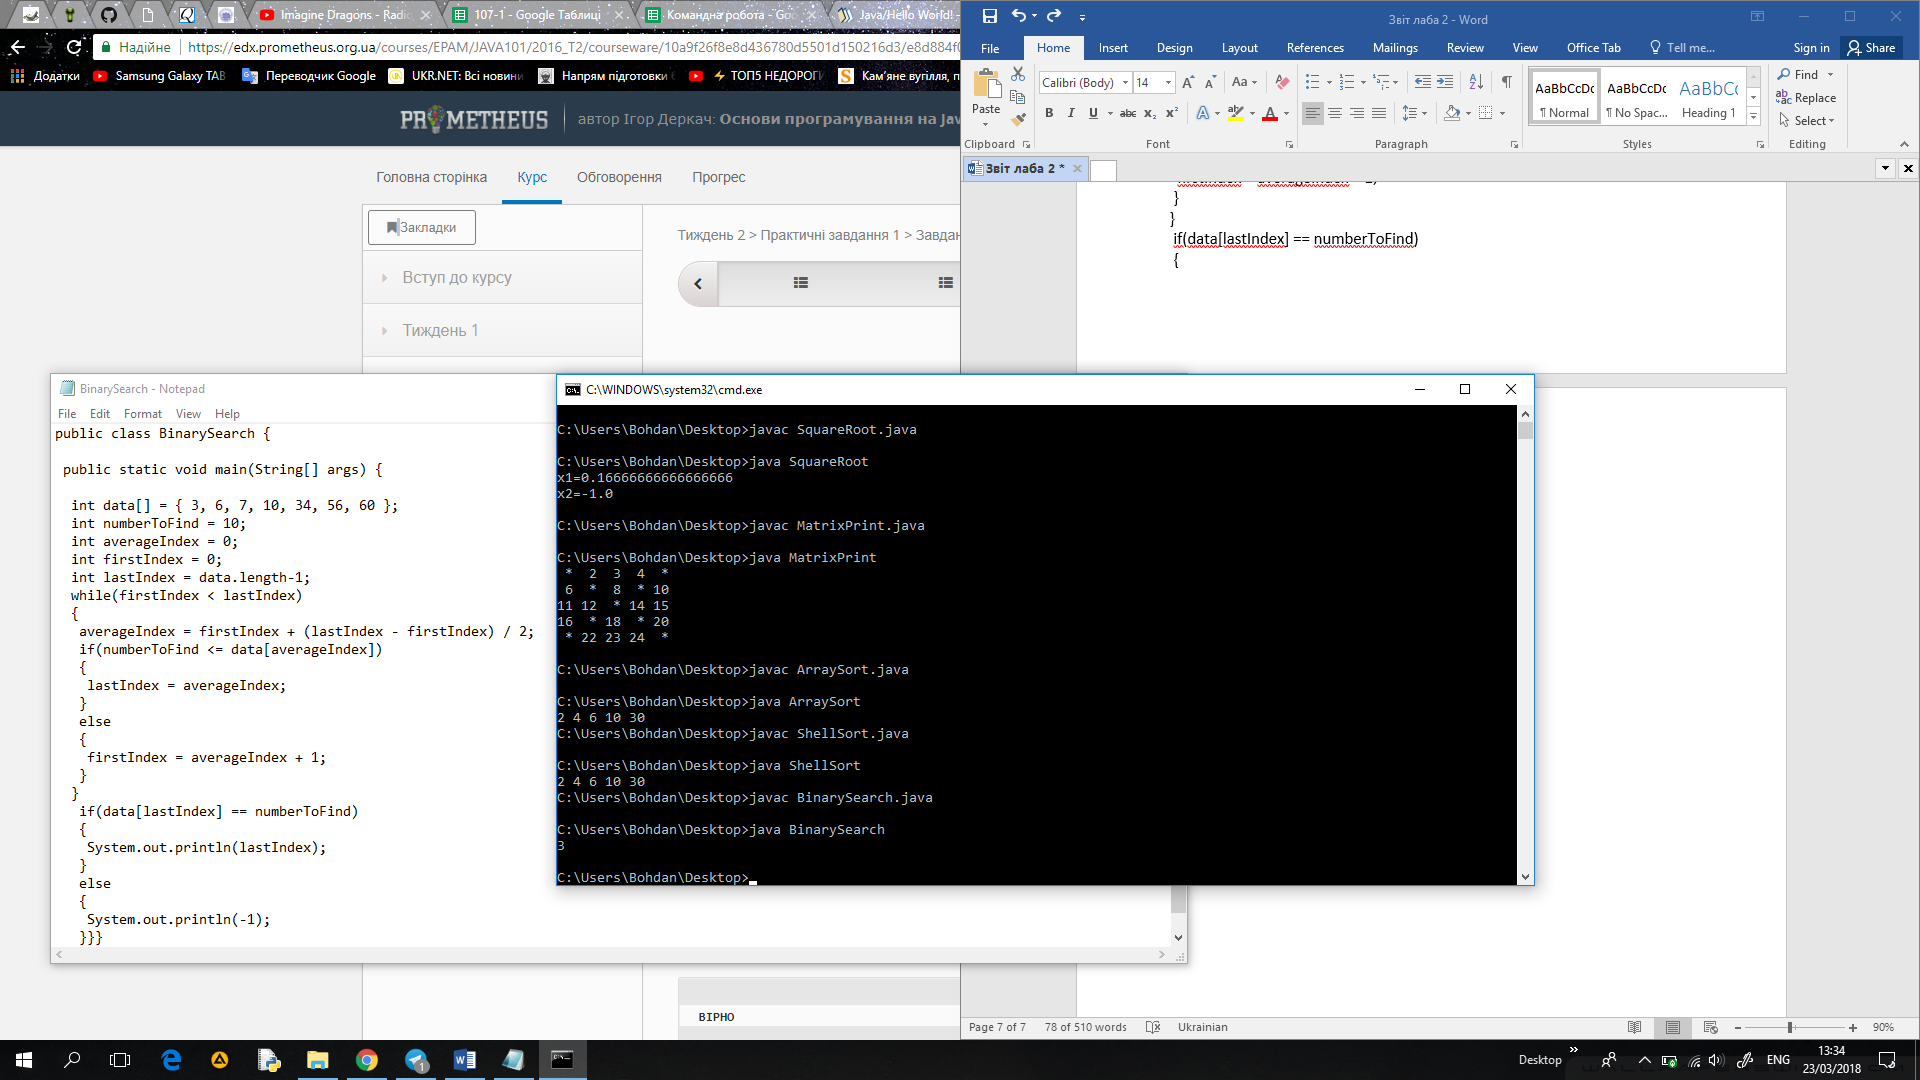 Imagine Dragons - Radio
107-1 - Google Таблиці
Командна робота - Goo
Java/Hello World! -
Надійне
https://edx.prometheus.org.ua/courses/EPAM/JAVA101/2016_T2/courseware/10a9f26f8e8d436780d5501d150216d3/e8d884f0
Додатки
Samsung Galaxy TAB
Переводчик Google
UKR.NET: Всі новини
Напрям підготовки
ТОП5 НЕДОРОГИ
Кам'яне вугілля, п
PROMETHEUS
автор Ігор Деркач: Основи програмування на Jav
Головна сторінка
Курс
Обговорення
Прогрес
Закладки
Вступ до курсу
Тиждень 1
Тиждень 2 > Практичні завдання 1 > Завдан
ВІРНО
Звіт лаба 2 - Word
File
Home
Insert
Design
Layout
References
Mailings
Review
View
Office Tab
Tell me...
Sign in
Share
Paste
Calibri (Body)
14
Clipboard
Font
Paragraph
AaBbCcDc
AaBbCcDc
AaBbCc
¶ Normal
¶ No Spac...
Heading 1
Styles
Find
Replace
Select
Editing
Звіт лаба 2 *
}
}
if(data[lastIndex] == numberToFind)
{
Page 7 of 7
78 of 510 words
Ukrainian
90%
BinarySearch - Notepad
File
Edit
Format
View
Help
public class BinarySearch {
public static void main(String[] args) {
int data[] = { 3, 6, 7, 10, 34, 56, 60 };
int numberToFind = 10;
int averageIndex = 0;
int firstIndex = 0;
int lastIndex = data.length-1;
while(firstIndex < lastIndex)
{
averageIndex = firstIndex + (lastIndex - firstIndex) / 2;
if(numberToFind <= data[averageIndex])
{
lastIndex = averageIndex;
}
else
{
firstIndex = averageIndex + 1;
}
}
if(data[lastIndex] == numberToFind)
{
System.out.println(lastIndex);
}
else
{
System.out.println(-1);
}}}
C:\WINDOWS\system32\cmd.exe
C:\Users\Bohdan\Desktop>javac SquareRoot.java
C:\Users\Bohdan\Desktop>java SquareRoot
x1=0.16666666666666666
x2=-1.0
C:\Users\Bohdan\Desktop>javac MatrixPrint.java
C:\Users\Bohdan\Desktop>java MatrixPrint
* 2 3 4 *
6 * 8 * 10
11 12 * 14 15
16 * 18 * 20
* 22 23 24 *
C:\Users\Bohdan\Desktop>javac ArraySort.java
C:\Users\Bohdan\Desktop>java ArraySort
2 4 6 10 30
C:\Users\Bohdan\Desktop>javac ShellSort.java
C:\Users\Bohdan\Desktop>java ShellSort
2 4 6 10 30
C:\Users\Bohdan\Desktop>javac BinarySearch.java
C:\Users\Bohdan\Desktop>java BinarySearch
3
C:\Users\Bohdan\Desktop>
Desktop
ENG
13:34
23/03/2018